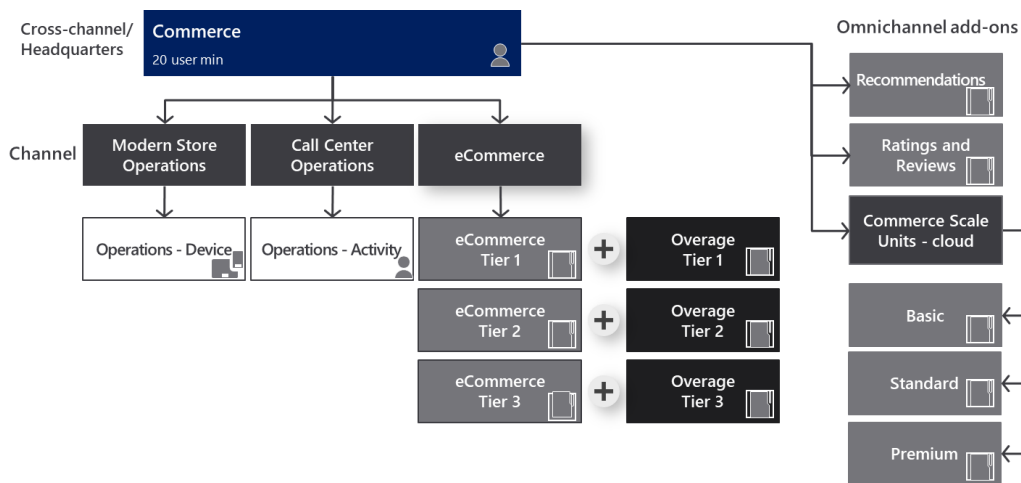 Cross-channel/
Headquarters
Commerce
20 user min
Omnichannel add-ons
Recommendations
Channel
Modern Store
Operations
Call Center
Operations
eCommerce
Ratings and
Reviews
Operations - Device
Operations - Activity
eCommerce
Tier 1
+
Overage
Tier 1
Commerce Scale
Units - cloud
eCommerce
Tier 2
+
Overage
Tier 2
Basic
eCommerce
Tier 3
+
Overage
Tier 3
Standard
Premium